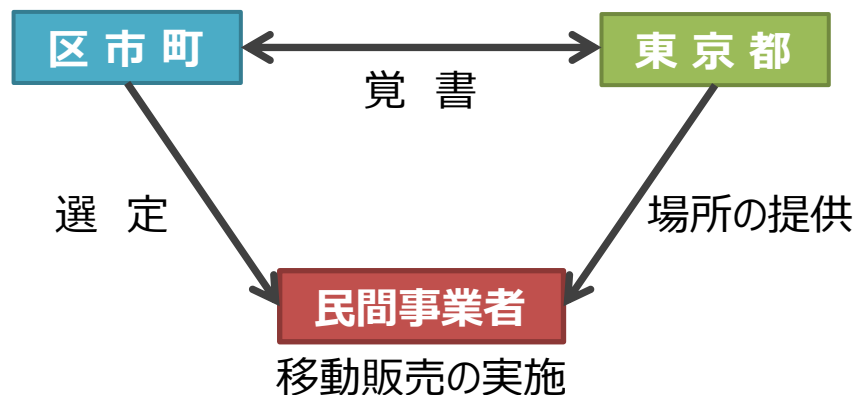 区市町
東京都
覚書
選定
場所の提供
民間事業者
移動販売の実施